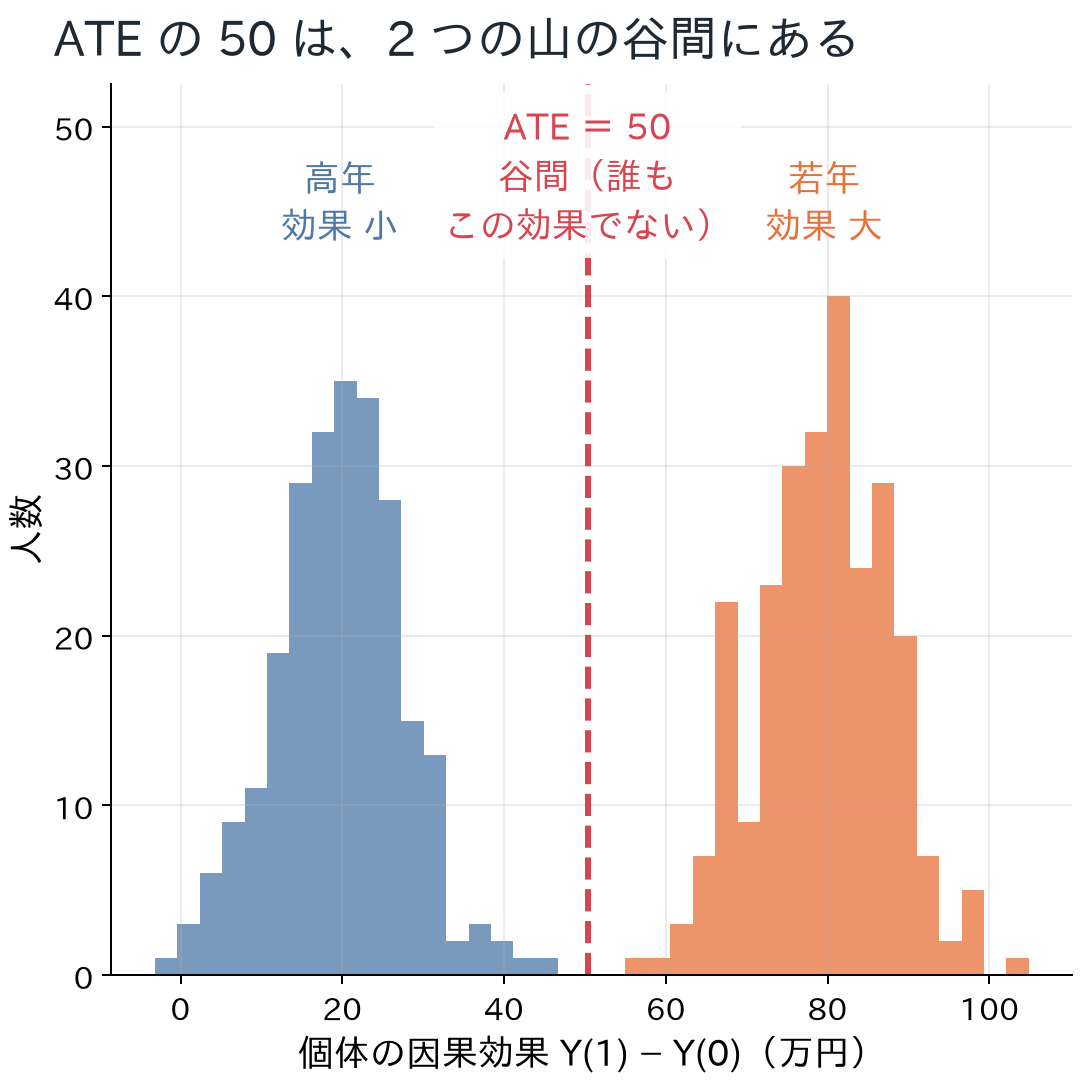 ATE の 50 は、2 つの山の谷間にある
ATE = 50
谷間（誰も
この効果でない）
高年
効果 小
若年
効果 大
50
40
30
20
10
0
人数
0 20 40 60 80 100
個体の因果効果 Y(1) − Y(0)（万円）